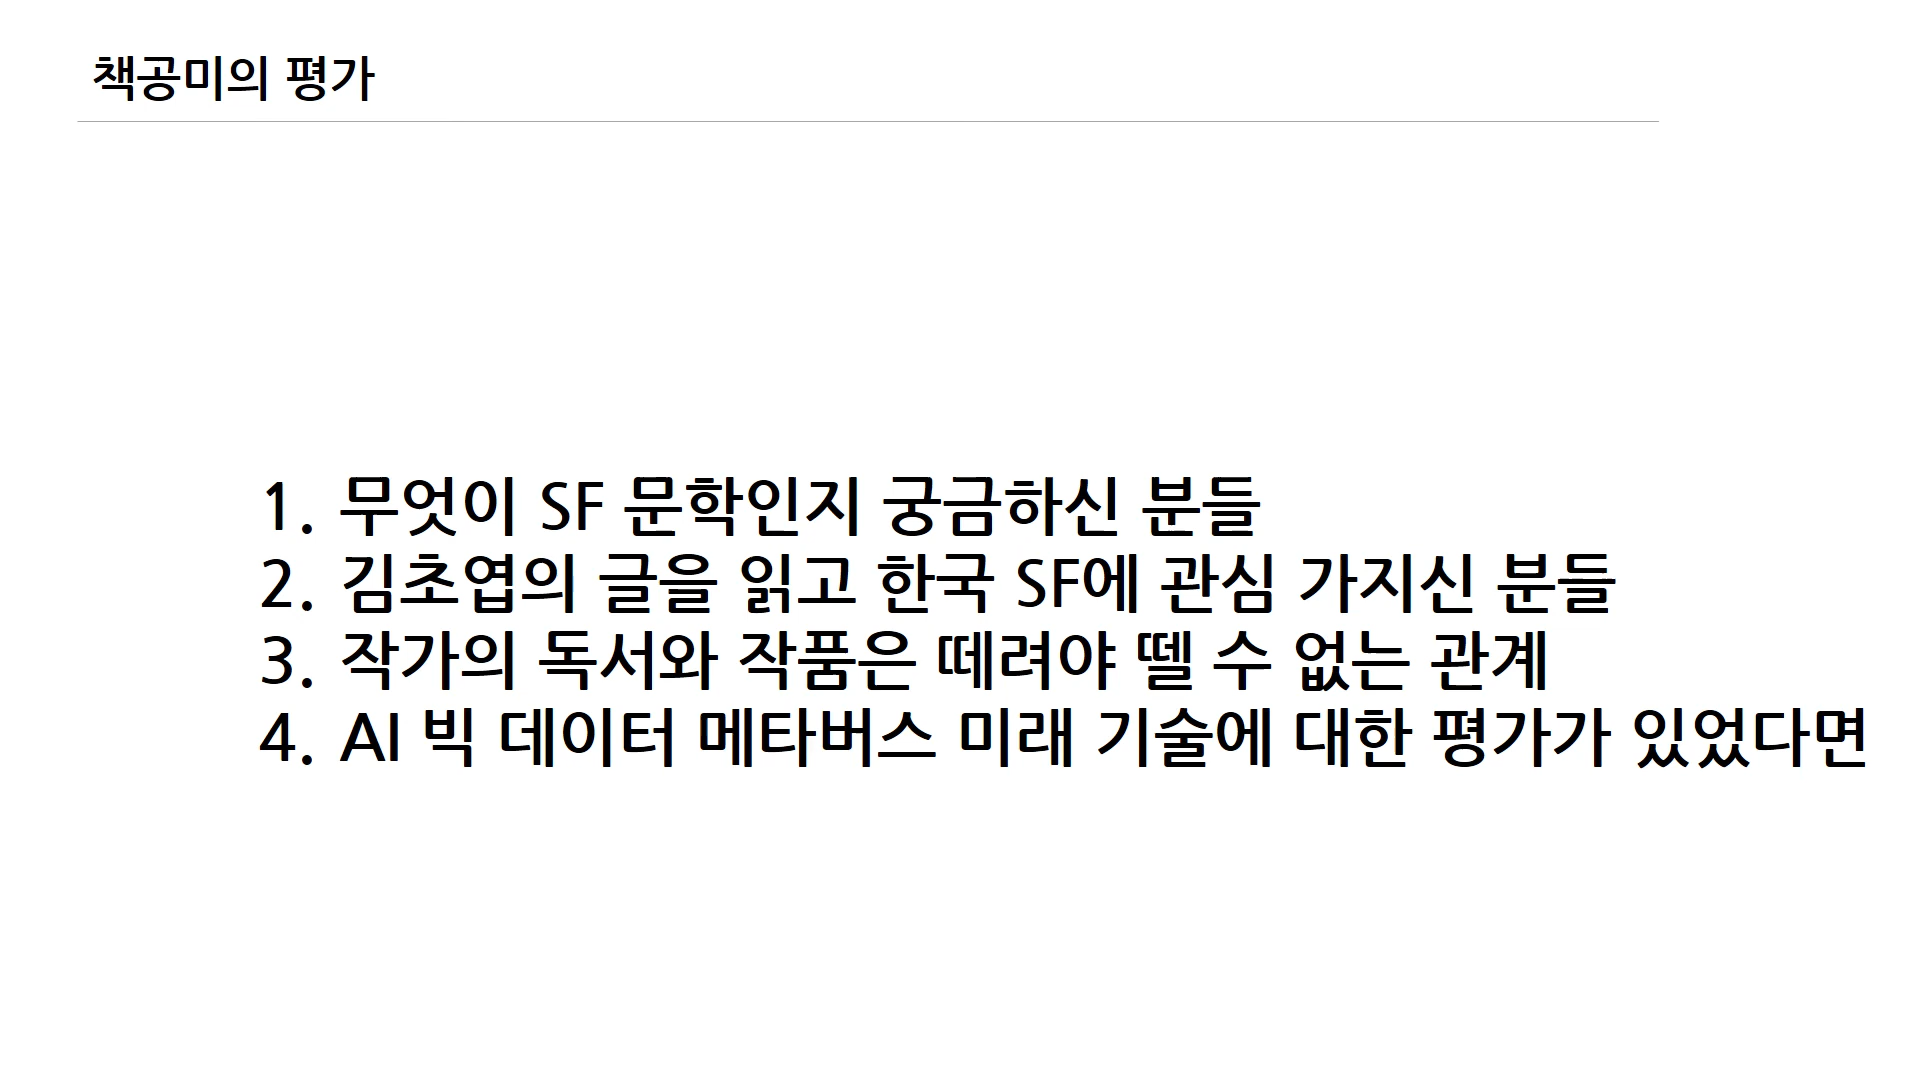 책공미의 평가
1. 무엇이 SF 문학인지 궁금하신 분들
2. 김초엽의 글을 읽고 한국 SF에 관심 가지신 분들
3. 작가의 독서와 작품은 떼려야 뗄 수 없는 관계
4. AI 빅 데이터 메타버스 미래 기술에 대한 평가가 있었다면